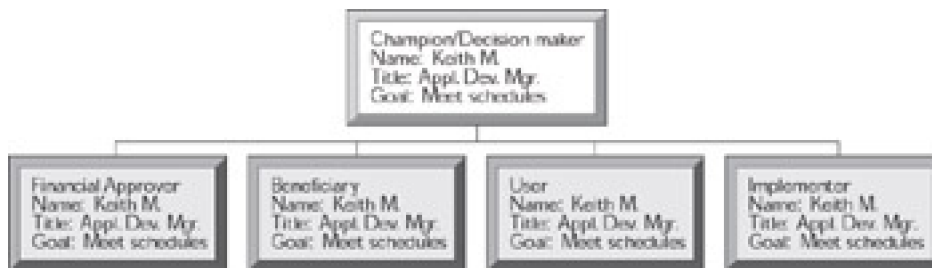 Champion/Decision maker
Name: Keith M.
Title: Appl. Dev. Mgr.
Goal: Meet schedules
Financial Approver
Name: Keith M.
Title: Appl. Dev. Mgr.
Goal: Meet schedules
Beneficiary
Name: Keith M.
Title: Appl. Dev. Mgr.
Goal: Meet schedules
User
Name: Keith M.
Title: Appl. Dev. Mgr.
Goal: Meet schedules
Implementor
Name: Keith M.
Title: Appl. Dev. Mgr.
Goal: Meet schedules